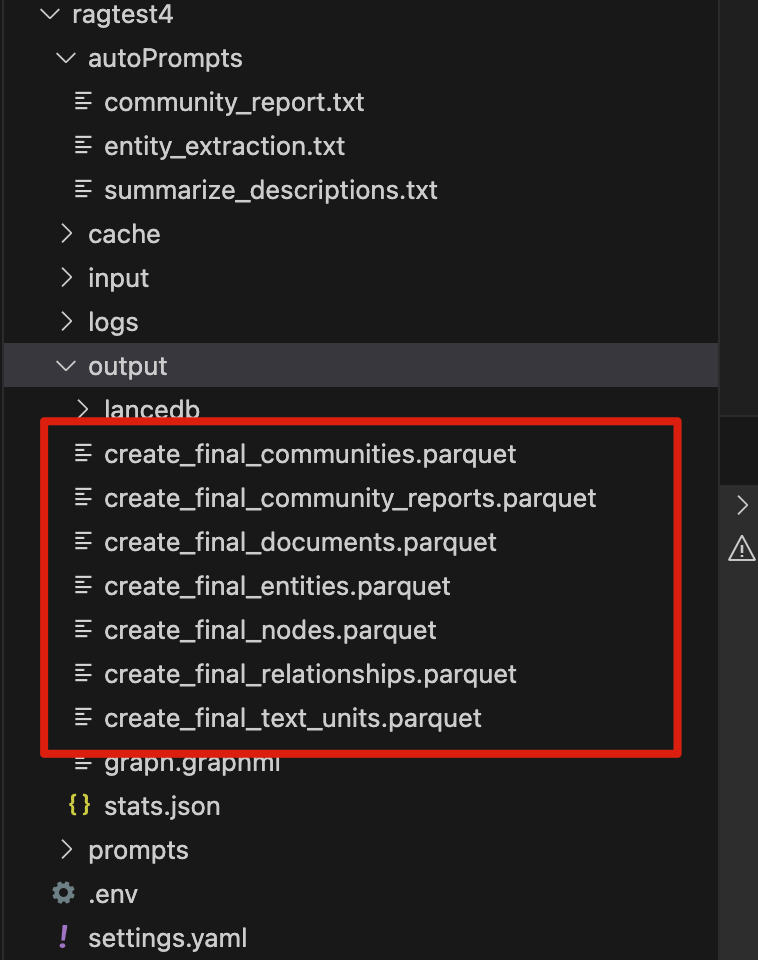 ragtest4
autoPrompts
community_report.txt
entity_extraction.txt
summarize_descriptions.txt
cache
input
logs
output
lancedb
create_final_communities.parquet
create_final_community_reports.parquet
create_final_documents.parquet
create_final_entities.parquet
create_final_nodes.parquet
create_final_relationships.parquet
create_final_text_units.parquet
graph.graphml
{} stats.json
prompts
.env
! settings.yaml